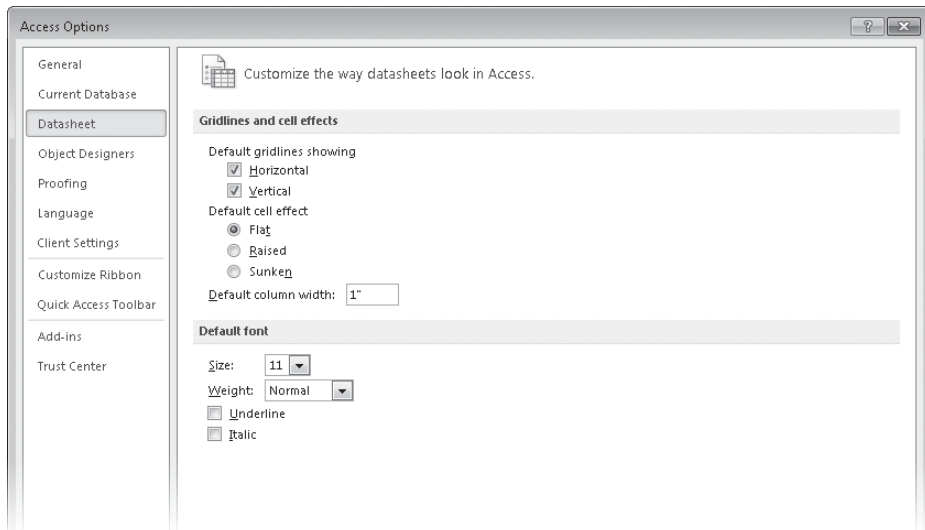 Access Options
General
Current Database
Datasheet
Object Designers
Proofing
Language
Client Settings
Customize Ribbon
Quick Access Toolbar
Add-ins
Trust Center
Customize the way datasheets look in Access.
Gridlines and cell effects
Default gridlines showing
Horizontal
Vertical
Default cell effect
Flat
Raised
Sunken
Default column width: 1"
Default font
Size: 11
Weight: Normal
Underline
Italic